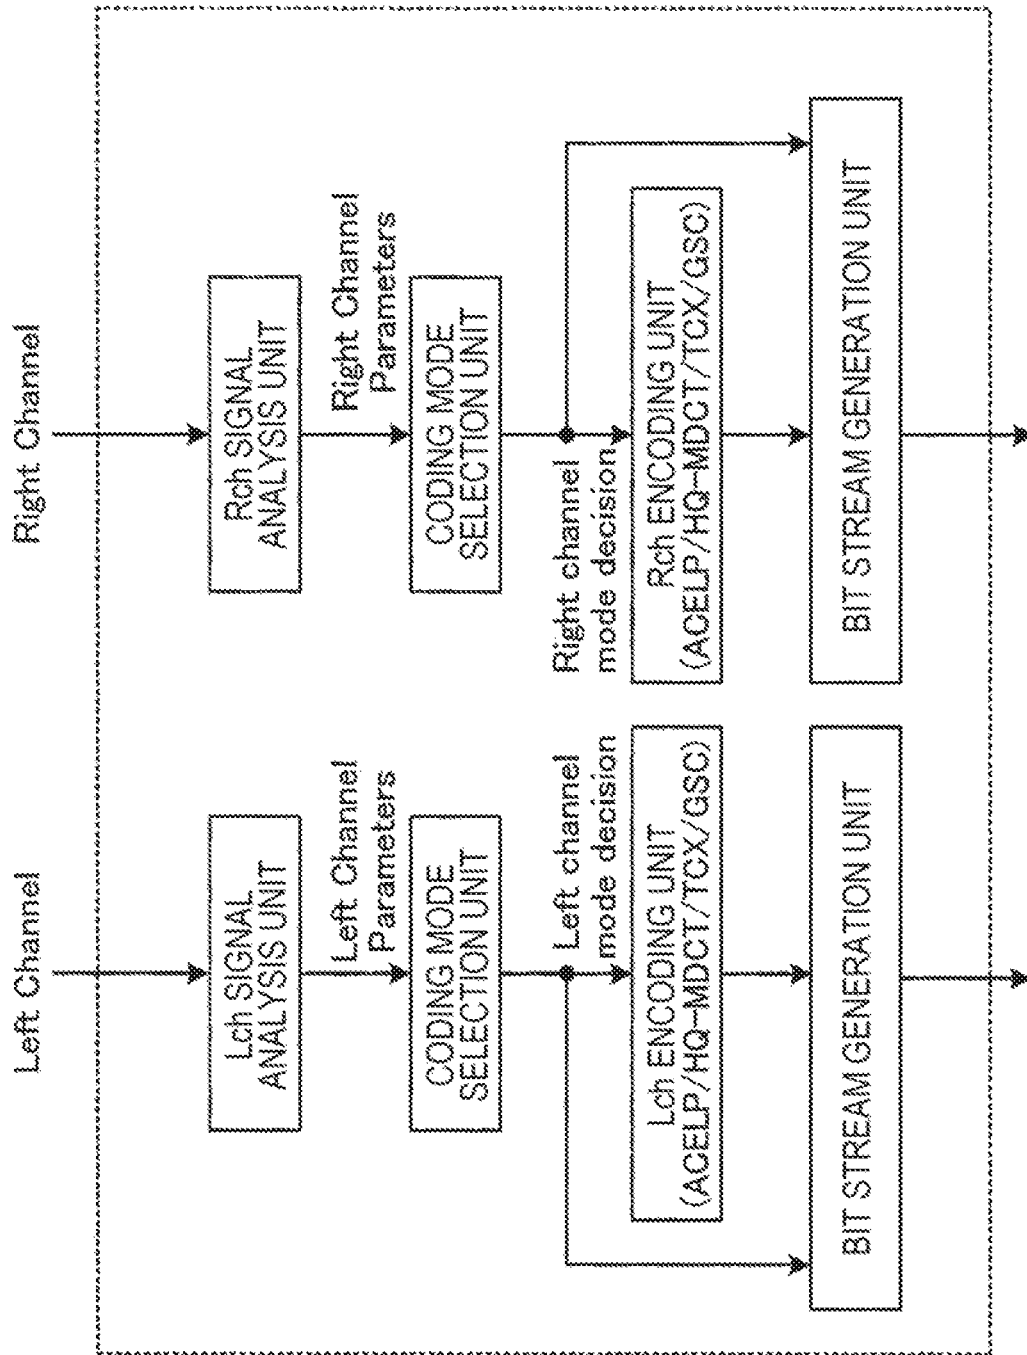 Left Channel
Lch SIGNAL
ANALYSIS UNIT
Left Channel
Parameters
CODING MODE
SELECTION UNIT
Left channel
mode decision
Lch ENCODING UNIT
(ACELP/HQ-MDCT/TCX/GSC)
BIT STREAM GENERATION UNIT
Right Channel
Rch SIGNAL
ANALYSIS UNIT
Right Channel
Parameters
CODING MODE
SELECTION UNIT
Right channel
mode decision
Rch ENCODING UNIT
(ACELP/HQ-MDCT/TCX/GSC)
BIT STREAM GENERATION UNIT